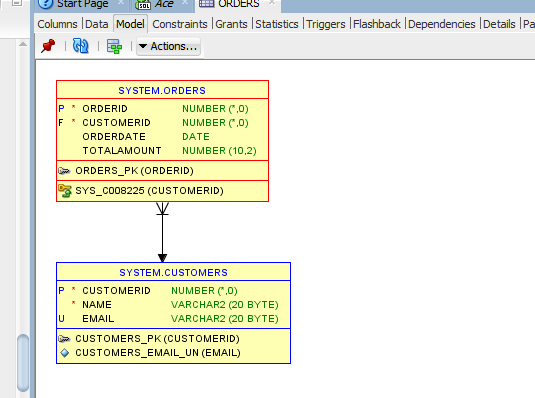 Start Page
Ace
ORDERS
Columns Data Model Constraints Grants Statistics Triggers Flashback Dependencies Details
SQL
Actions...
SYSTEM.ORDERS
P * ORDERID NUMBER (*,0)
F * CUSTOMERID NUMBER (*,0)
ORDERDATE DATE
TOTALAMOUNT NUMBER (10,2)
ORDERS_PK (ORDERID)
SYS_C008225 (CUSTOMERID)
SYSTEM.CUSTOMERS
P * CUSTOMERID NUMBER (*,0)
* NAME VARCHAR2 (20 BYTE)
U EMAIL VARCHAR2 (20 BYTE)
CUSTOMERS_PK (CUSTOMERID)
CUSTOMERS_EMAIL_UN (EMAIL)